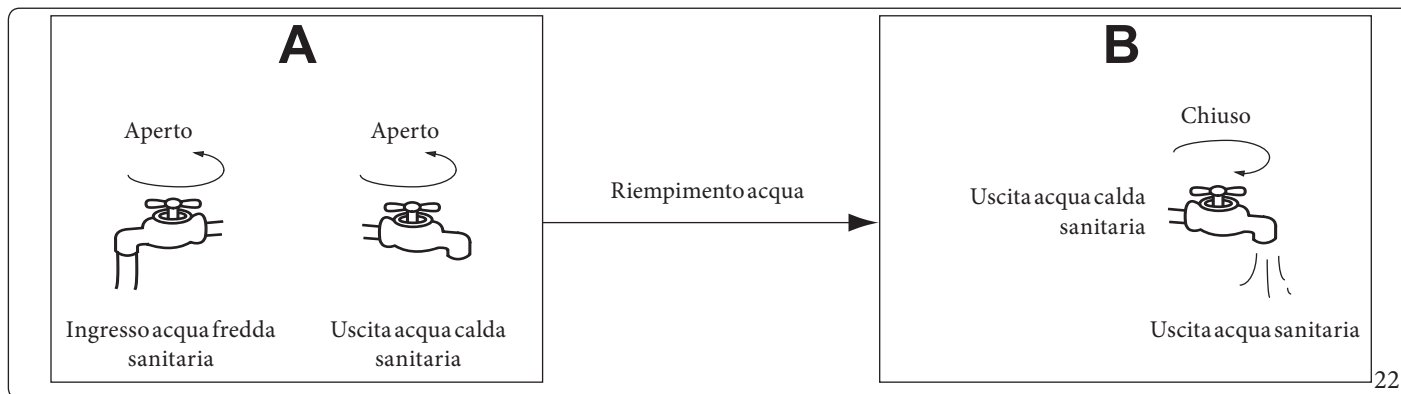 A
Aperto
Aperto
Ingresso acqua fredda
sanitaria
Uscita acqua calda
sanitaria
Riempimento acqua
B
Chiuso
Uscita acqua calda
sanitaria
Uscita acqua sanitaria
22